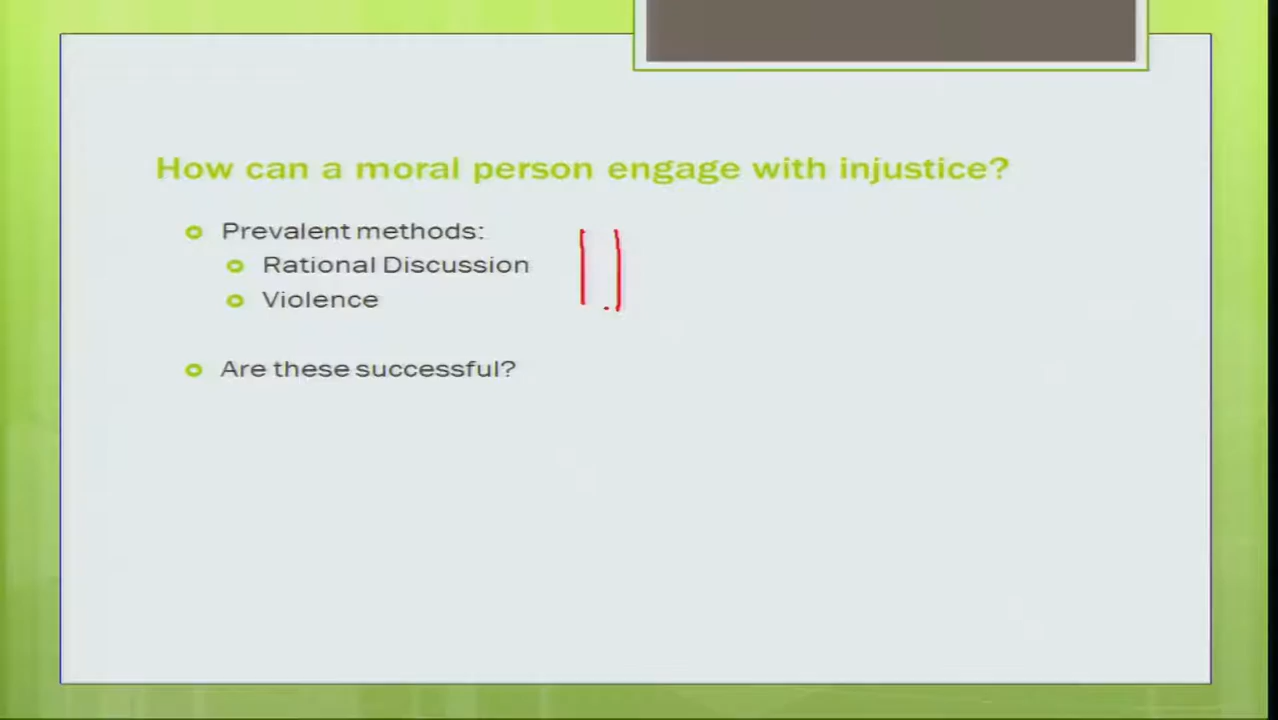 How can a moral person engage with injustice?
Prevalent methods:
Rational Discussion
Violence
Are these successful?